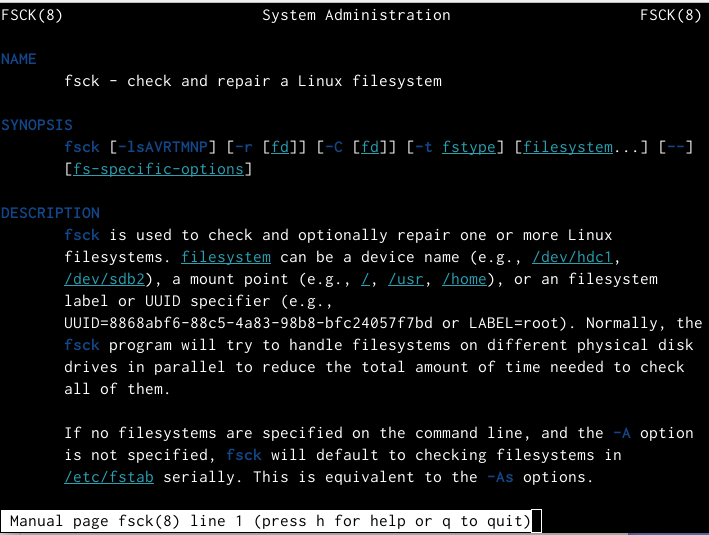 FSCK(8) System Administration FSCK(8)
NAME
fsck - check and repair a Linux filesystem
SYNOPSIS
fsck [-lsAVRTMNP] [-r [fd]] [-C [fd]] [-t fstype] [filesystem...] [--]
[fs-specific-options]
DESCRIPTION
fsck is used to check and optionally repair one or more Linux
filesystems. filesystem can be a device name (e.g., /dev/hdc1,
/dev/sdb2), a mount point (e.g., /, /usr, /home), or an filesystem
label or UUID specifier (e.g.,
UUID=8868abf6-88c5-4a83-98b8-bfc24057f7bd or LABEL=root). Normally, the
fsck program will try to handle filesystems on different physical disk
drives in parallel to reduce the total amount of time needed to check
all of them.
If no filesystems are specified on the command line, and the -A option
is not specified, fsck will default to checking filesystems in
/etc/fstab serially. This is equivalent to the -As options.
Manual page fsck(8) line 1 (press h for help or q to quit)